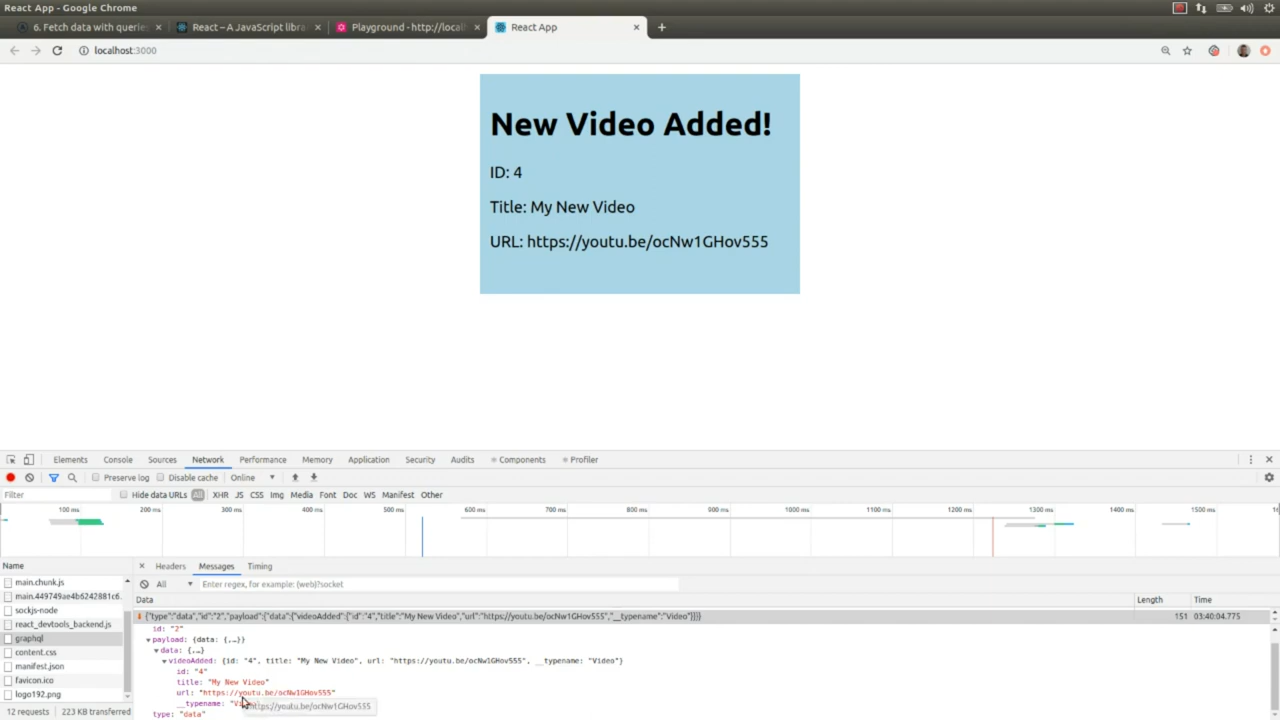 React App - Google Chrome
6. Fetch data with querie
React – A JavaScript libra
Playground - http://local
React App
localhost:3000
New Video Added!
ID: 4
Title: My New Video
URL: https://youtu.be/ocNw1GHov555
Elements Console Sources Network Performance Memory Application Security Audits Components Profiler
Preserve log Disable cache Online
Filter Hide data URLs All XHR JS CSS Img Media Font Doc WS Manifest Other
100 ms 200 ms 300 ms 400 ms 500 ms 600 ms 700 ms 800 ms 900 ms 1000 ms 1100 ms 1200 ms 1300 ms 1400 ms 1500 ms
Name Headers Messages Timing
main.chunk.js
All Enter regex, for example: (web)?socket
main.449749ae4b6242881c6..
Data Length Time
sockjs-node
{"type":"data","id":"2","payload":{"data":{"videoAdded":{"id":"4","title":"My New Video","url":"https://youtu.be/ocNw1GHov555","__typename":"Video"}}}} 151 03:40:04.775
react_devtools_backend.js
id: "2"
graphql
payload: {data: {,…}}
content.css
data: {,…}
manifest.json
videoAdded: {id: "4", title: "My New Video", url: "https://youtu.be/ocNw1GHov555", __typename: "Video"}
id: "4"
favicon.ico
title: "My New Video"
logo192.png
url: "https://youtu.be/ocNw1GHov555"
__typename:
https://youtu.be/ocNw1GHov555
12 requests 223 KB transferred
type: "data"